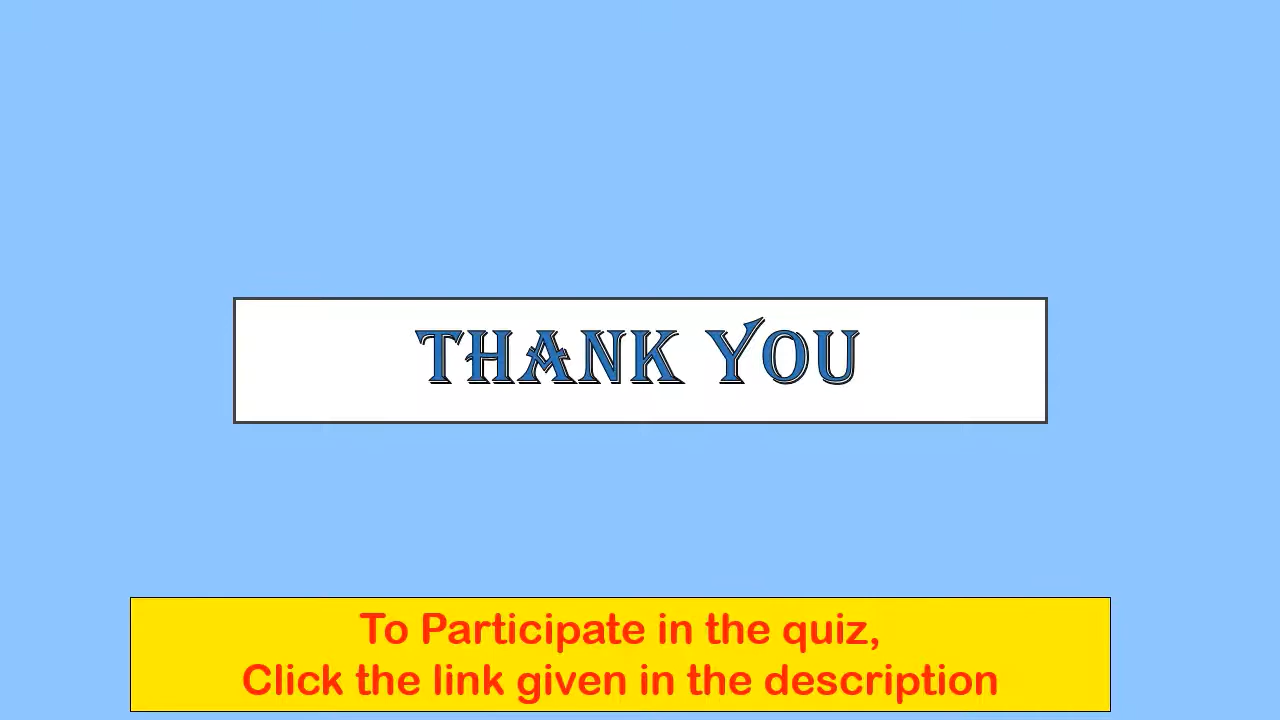 THANK YOU
To Participate in the quiz,
Click the link given in the description